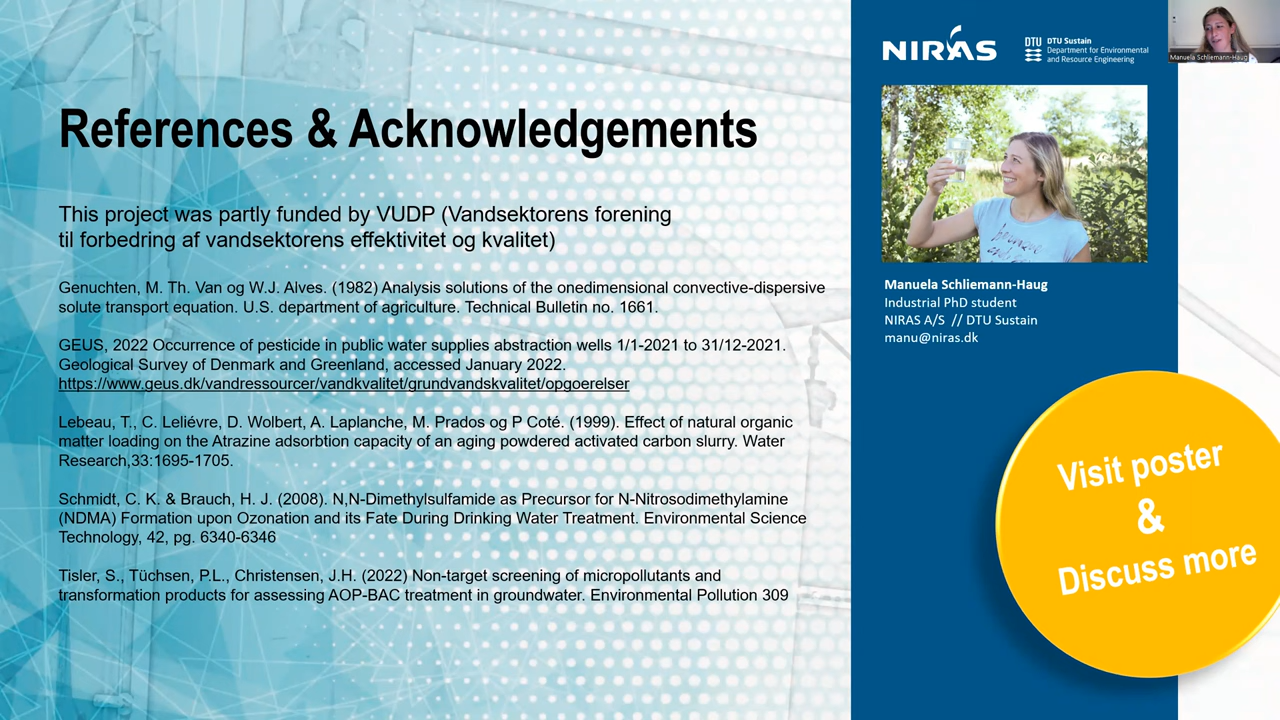 References & Acknowledgements
This project was partly funded by VUDP (Vandsektorens forening
til forbedring af vandsektorens effektivitet og kvalitet)
Genuchten, M. Th. Van og W.J. Alves. (1982) Analysis solutions of the onedimensional convective-dispersive
solute transport equation. U.S. department of agriculture. Technical Bulletin no. 1661.
GEUS, 2022 Occurrence of pesticide in public water supplies abstraction wells 1/1-2021 to 31/12-2021.
Geological Survey of Denmark and Greenland, accessed January 2022.
https://www.geus.dk/vandressourcer/vandkvalitet/grundvandskvalitet/opgoerelser
Lebeau, T., C. Leliévre, D. Wolbert, A. Laplanche, M. Prados og P Coté. (1999). Effect of natural organic
matter loading on the Atrazine adsorbtion capacity of an aging powdered activated carbon slurry. Water
Research,33:1695-1705.
Schmidt, C. K. & Brauch, H. J. (2008). N,N-Dimethylsulfamide as Precursor for N-Nitrosodimethylamine
(NDMA) Formation upon Ozonation and its Fate During Drinking Water Treatment. Environmental Science
Technology, 42, pg. 6340-6346
Tisler, S., Tüchsen, P.L., Christensen, J.H. (2022) Non-target screening of micropollutants and
transformation products for assessing AOP-BAC treatment in groundwater. Environmental Pollution 309
NIRAS
DTU
DTU Sustain
Department for Environmental
and Resource Engineering
Manuela Schliemann-Haug
Manuela Schliemann-Haug
Industrial PhD student
NIRAS A/S // DTU Sustain
manu@niras.dk
Visit poster
&
Discuss more